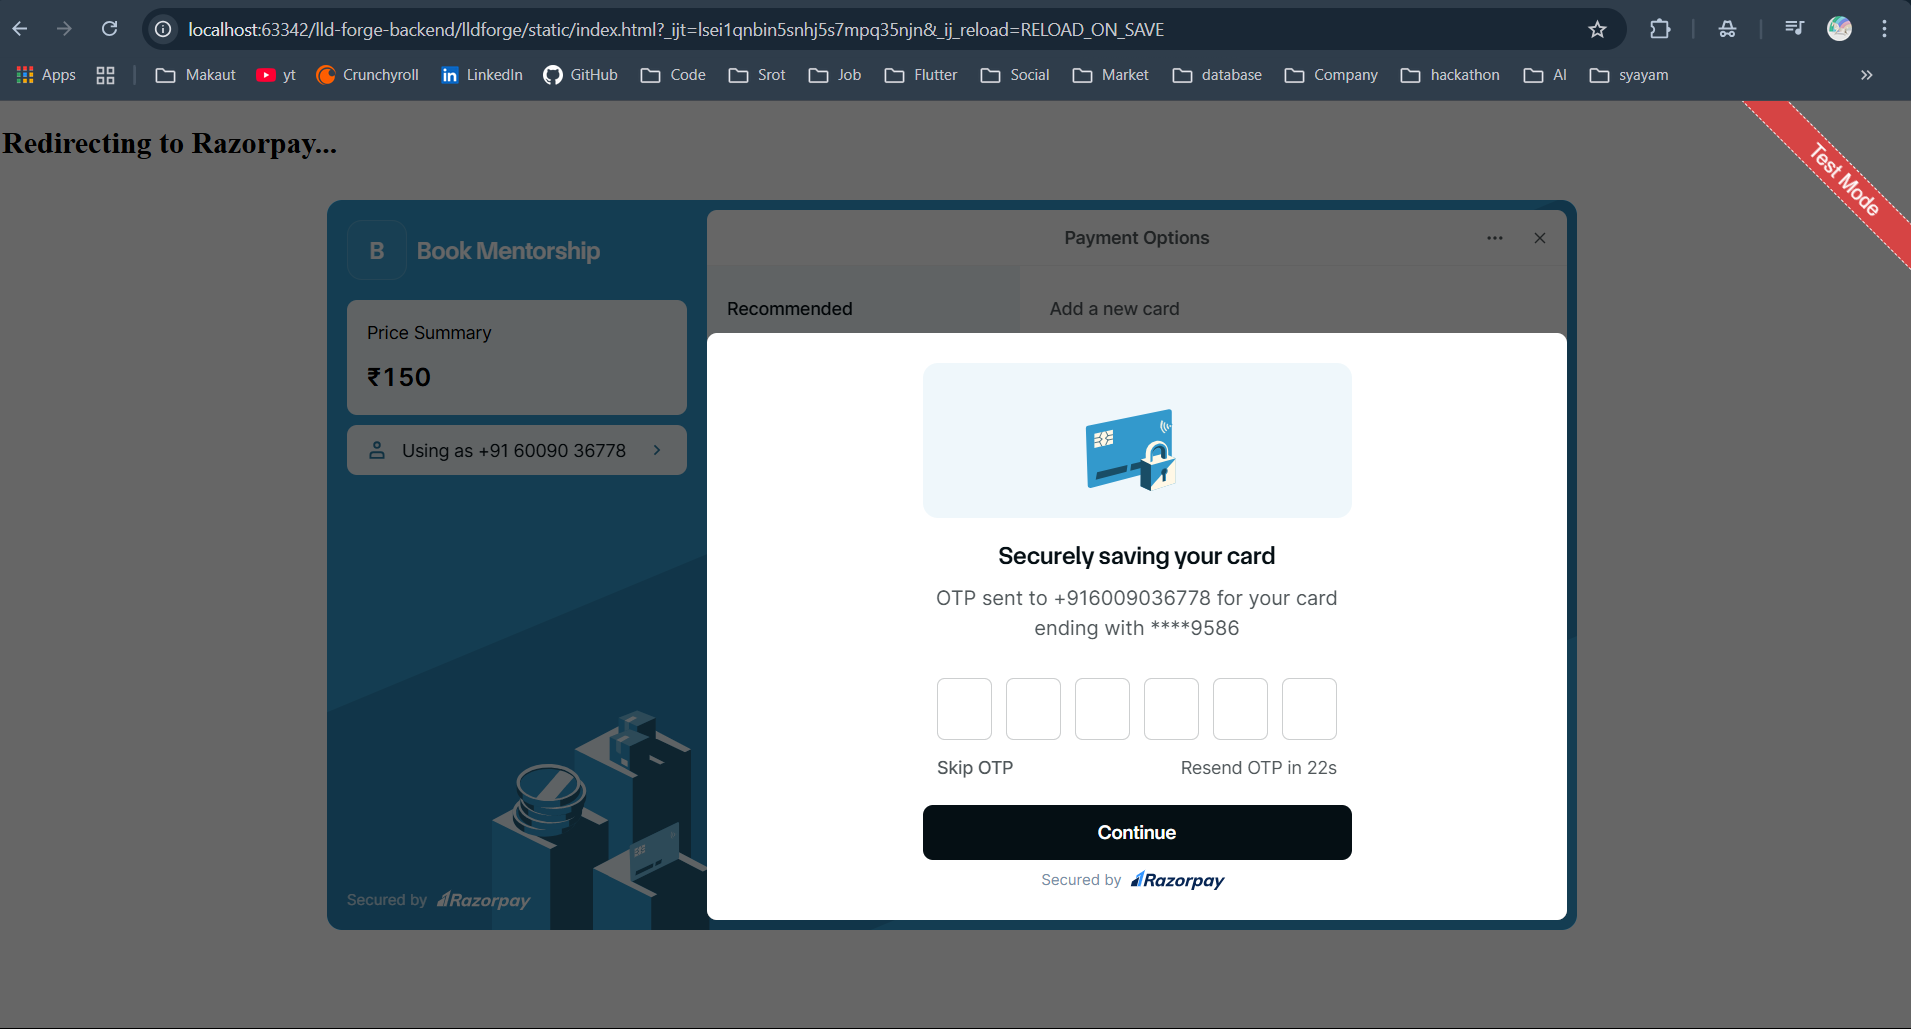 localhost:63342/lld-forge-backend/lldforge/static/index.html?_ijt=lsei1qnbin5snhj5s7mpq35njn&_ij_reload=RELOAD_ON_SAVE
Apps
Makaut
yt
Crunchyroll
LinkedIn
GitHub
Code
Srot
Job
Flutter
Social
Market
database
Company
hackathon
AI
syayam
»
Redirecting to Razorpay...
Test Mode
B
Book Mentorship
Price Summary
₹150
Using as +91 60090 36778
Secured by Razorpay
Payment Options
Recommended
Add a new card
Securely saving your card
OTP sent to +916009036778 for your card
ending with ****9586
Skip OTP
Resend OTP in 22s
Continue
Secured by Razorpay